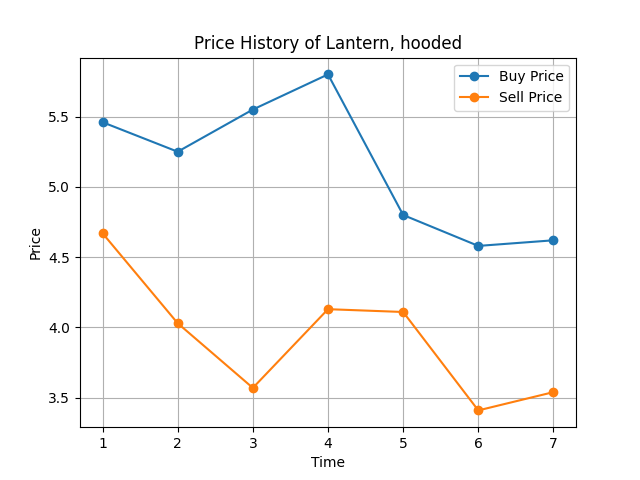 Price History of Lantern, hooded
Buy Price
Sell Price
Price
5.5
5.0
4.5
4.0
3.5
1 2 3 4 5 6 7
Time